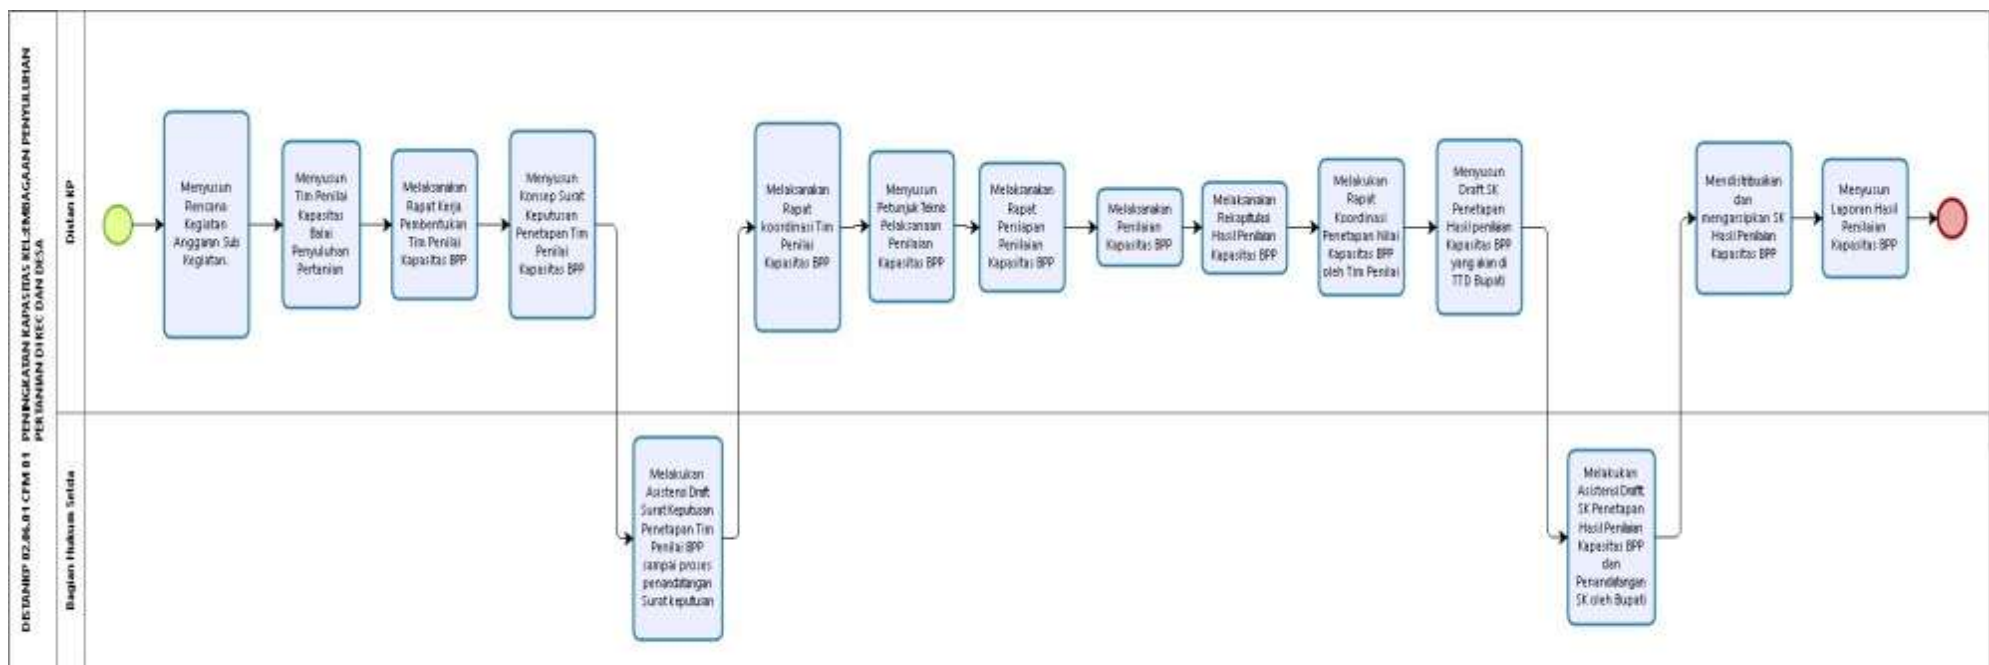 DISTANKP 02.06.01 CFM 01 PENINGKATAN KAPASITAS KELEMBAGAAN PENYULUHAN
PERTANIAN DI KEC DAN DESA
Distan KP
Menyusun
Rencana
Kegiatan
Anggaran Sub
Kegiatan.
Menyusun
Tim Penilai
Kapasitas
Balai
Penyuluhan
Pertanian
Melaksanakan
Rapat Kerja
Pembentukan
Tim Penilai
Kapasitas BPP
Menyusun
Konsep Surat
Keputusan
Penetapan Tim
Penilai
Kapasitas BPP
Melaksanakan
Rapat
koordinasi Tim
Penilai
Kapasitas BPP
Menyusun
Petunjuk Teknis
Pelaksanaan
Penilaian
Kapasitas BPP
Melaksanakan
Rapat
Persiapan
Penilaian
Kapasitas BPP
Melaksanakan
Penilaian
Kapasitas BPP
Melaksanakan
Rekapitulasi
Hasil Penilaian
Kapasitas BPP
Melakukan
Rapat
Koordinasi
Penetapan Nilai
Kapasitas BPP
oleh Tim Penilai
Menyusun
Draft SK
Penetapan
Hasil penilaian
Kapasitas BPP
yang akan di
TTD Bupati
Mendistribusikan
dan
mengarsipkan SK
Hasil Penilaian
Kapasitas BPP
Menyusun
Laporan Hasil
Penilaian
Kapasitas BPP
Bagian Hukum Setda
Melakukan
Asistensi Draft
Surat Keputusan
Penetapan Tim
Penilai BPP
sampai proses
penandatangan
Surat keputusan
Melakukan
Asistensi Draft
SK Penetapan
Hasil Penilaian
Kapasitas BPP
dan
Penandatangan
SK oleh Bupati